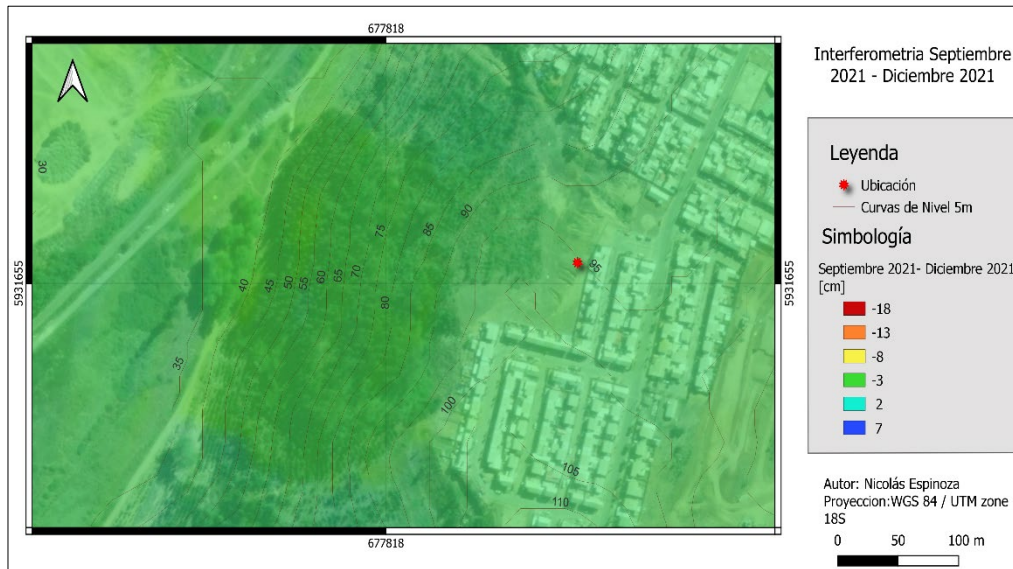 677818
Interferometria Septiembre
2021 - Diciembre 2021
Leyenda
Ubicación
Curvas de Nivel 5m
Simbología
Septiembre 2021- Diciembre 2021
[cm]
-18
-13
-8
-3
2
7
Autor: Nicolás Espinoza
Proyeccion:WGS 84 / UTM zone
18S
0 50 100 m
5931655
5931655
30
90
85
75
95
40
45
50
55
60
65
70
80
35
100
105
110
677818